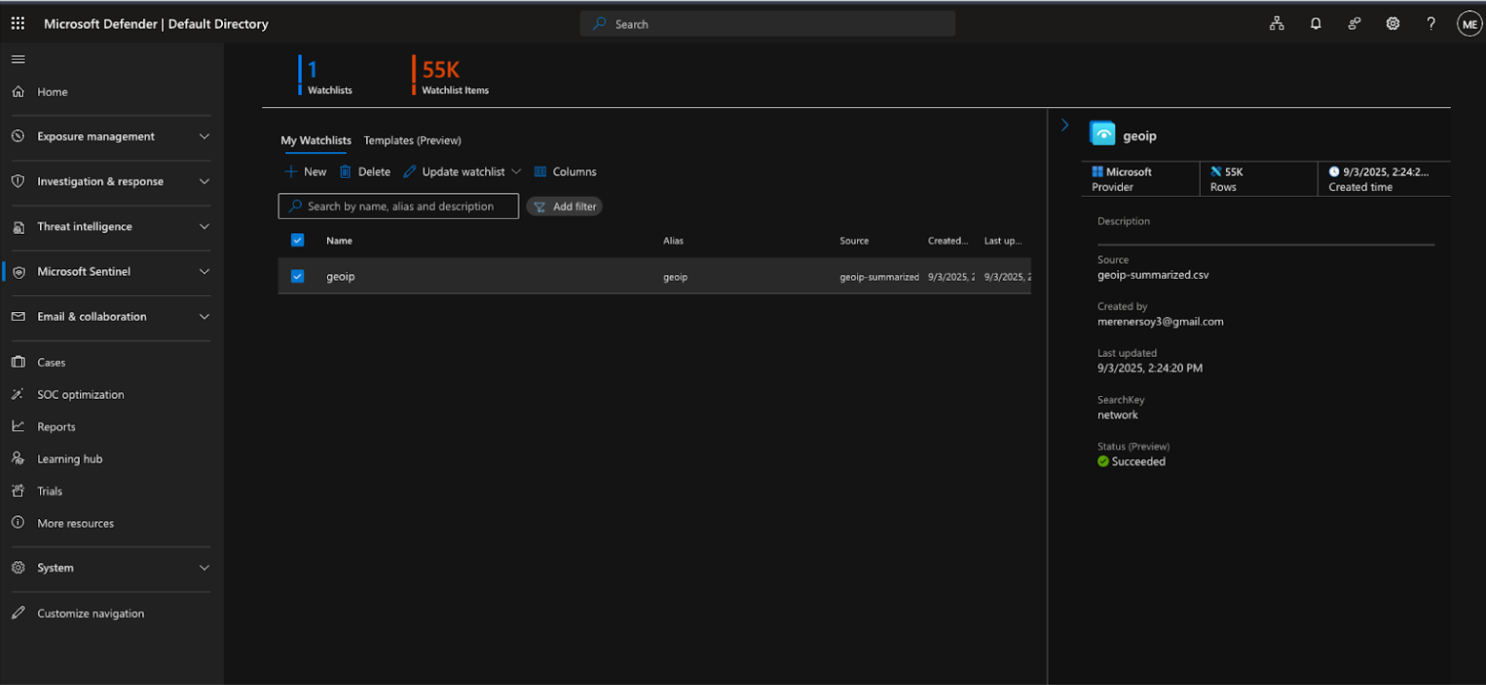 Microsoft Defender | Default Directory
Search
ME
Home
Exposure management
Investigation & response
Threat intelligence
Microsoft Sentinel
Email & collaboration
Cases
SOC optimization
Reports
Learning hub
Trials
More resources
System
Customize navigation
1
Watchlists
55K
Watchlist Items
My Watchlists Templates (Preview)
New Delete Update watchlist Columns
Search by name, alias and description Add filter
Name Alias Source Created... Last up...
geoip geoip geoip-summarized 9/3/2025, 2 9/3/2025, 2
geoip
Microsoft
Provider
55K
Rows
9/3/2025, 2:24:2...
Created time
Description
Source
geoip-summarized.csv
Created by
merenersoy3@gmail.com
Last updated
9/3/2025, 2:24:20 PM
SearchKey
network
Status (Preview)
Succeeded